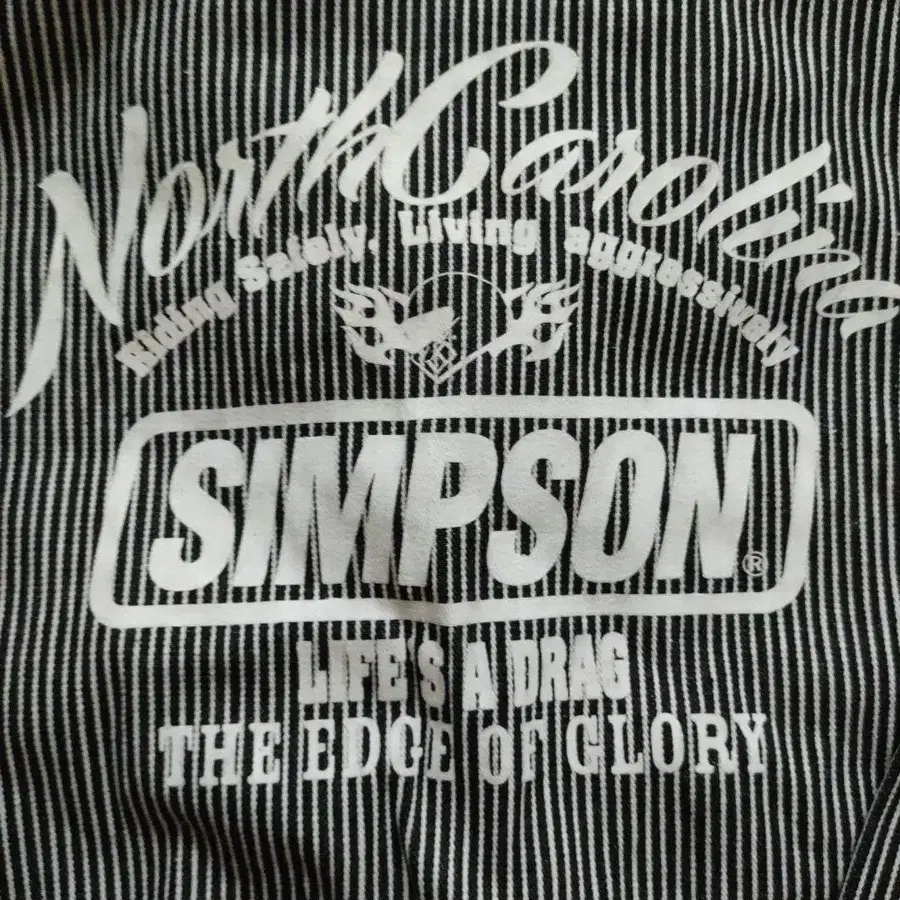 North Carolina
Riding Safely. Living aggressively
SIMPSON®
LIFE'S A DRAG
THE EDGE OF GLORY